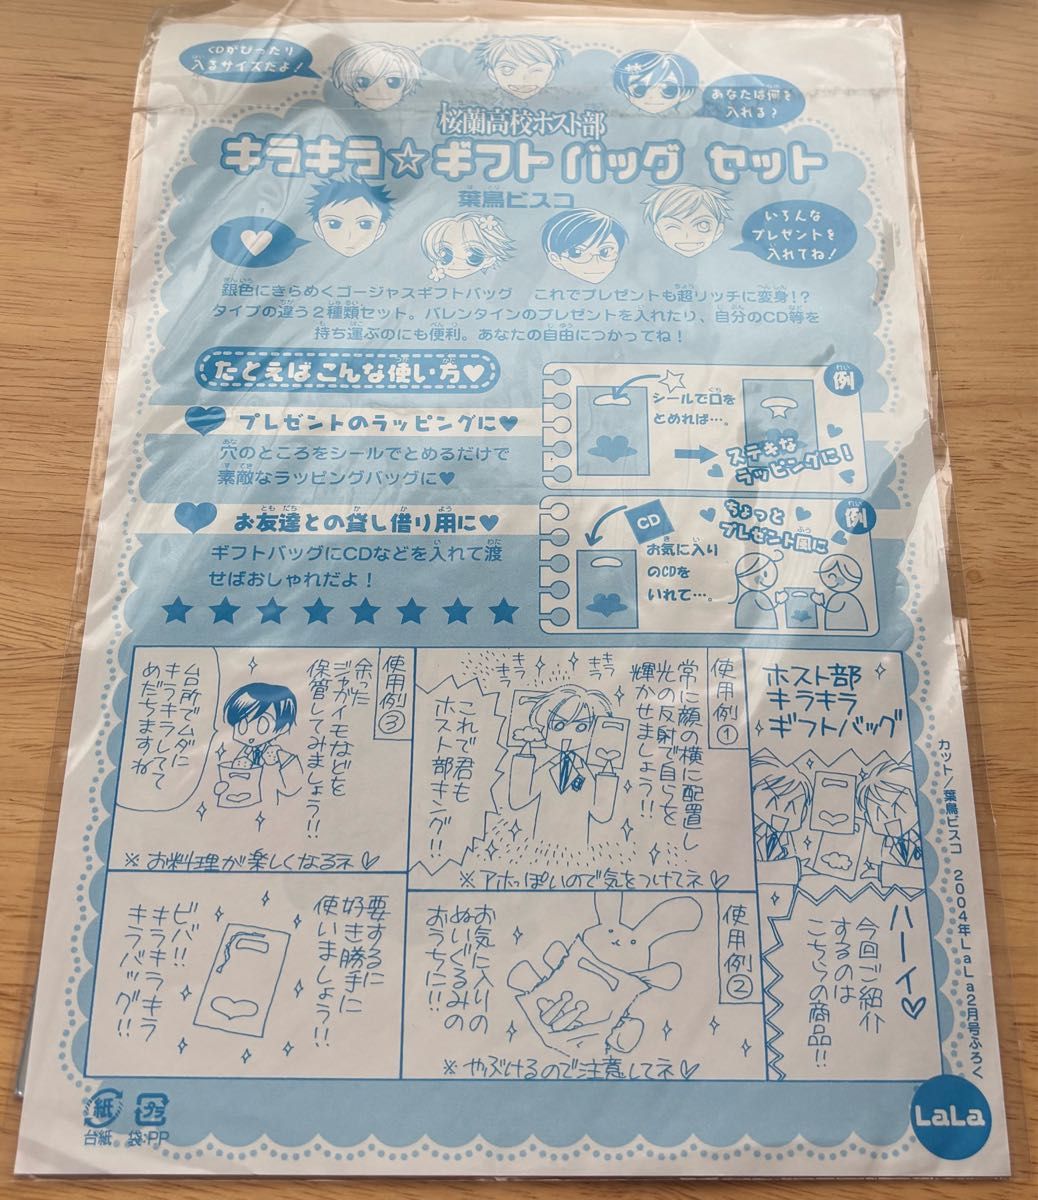 CDがぴったり
入るサイズだよ！
あなたは何を
入れる？
桜蘭高校ホスト部
キラキラ☆ギフトバッグ セット
葉鳥ビスコ
いろんな
プレゼントを
入れてね！
銀色にきらめくゴージャスギフトバッグ これでプレゼントも超リッチに変身！？
タイプの違う2種類セット。バレンタインのプレゼントを入れたり、自分のCD等を
持ち運ぶのにも便利。あなたの自由につかってね！
たとえばこんな使い方♥
プレゼントのラッピングに♥
穴のところをシールでとめるだけで
素敵なラッピングバッグに♥
例
シールで口を
とめれば…。
ステキな
ラッピングに！
お友達との貸し借り用に♥
ギフトバッグにCDなどを入れて渡
せばおしゃれだよ！
例
CD
ちょっと
プレゼント風に
お気に入り
のCDを
いれて…。
ホスト部
キラキラ
ギフトバッグ
ハーイ♡
今回ご紹介
するのは
こちらの商品!!
使用例①
常に顔の横に配置し
光の反射で自らを
輝かせましょう!!
キラ
キラ
キラ
キラ
これで君も
ホスト部キング!!
※アホっぽいので気をつけてネ♡
使用例②
お気に入りの
ぬいぐるみの
おうちに!!
※やぶけるので注意してネ♡
使用例③
余った
ジャガイモなどを
保管してみましょう!!
台所でムダに
キラキラしてて
めだちますね
※お料理が楽しくなるネ♡
要するに
好き勝手に
使いましょう!!
ビバ!!
キラキラ
キラバッグ!!
カット/葉鳥ビスコ 2004年LaLa2月号ふろく
紙
台紙
プラ
袋:PP
LaLa